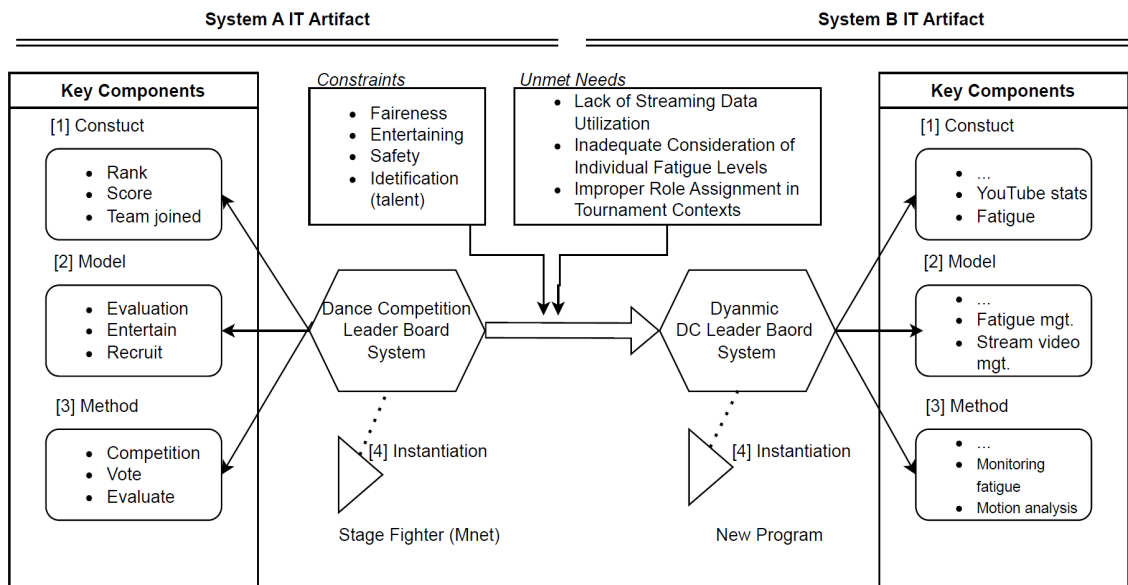 System A IT Artifact
System B IT Artifact
Key Components
[1] Constuct
Rank
Score
Team joined
[2] Model
Evaluation
Entertain
Recruit
[3] Method
Competition
Vote
Evaluate
Constraints
Faireness
Entertaining
Safety
Idetification
(talent)
Unmet Needs
Lack of Streaming Data
Utilization
Inadequate Consideration of
Individual Fatigue Levels
Improper Role Assignment in
Tournament Contexts
Dance Competition
Leader Board
System
[4] Instantiation
Stage Fighter (Mnet)
Dyanmic
DC Leader Baord
System
[4] Instantiation
New Program
Key Components
[1] Constuct
...
YouTube stats
Fatigue
[2] Model
...
Fatigue mgt.
Stream video
mgt.
[3] Method
...
Monitoring
fatigue
Motion analysis